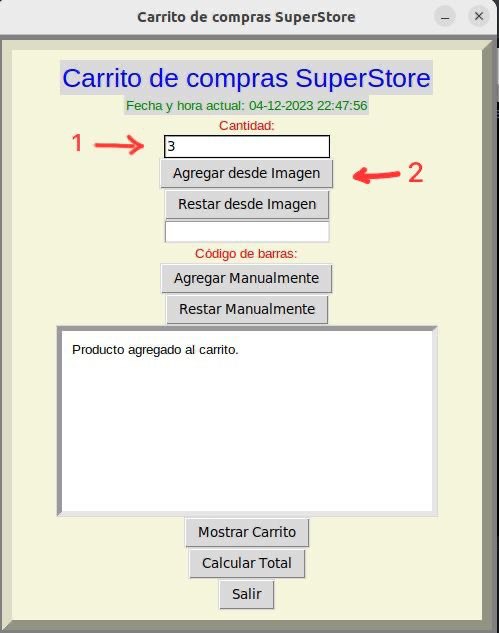 Carrito de compras SuperStore
Carrito de compras SuperStore
Fecha y hora actual: 04-12-2023 22:47:56
Cantidad:
1
3
Agregar desde Imagen
2
Restar desde Imagen
Código de barras:
Agregar Manualmente
Restar Manualmente
Producto agregado al carrito.
Mostrar Carrito
Calcular Total
Salir